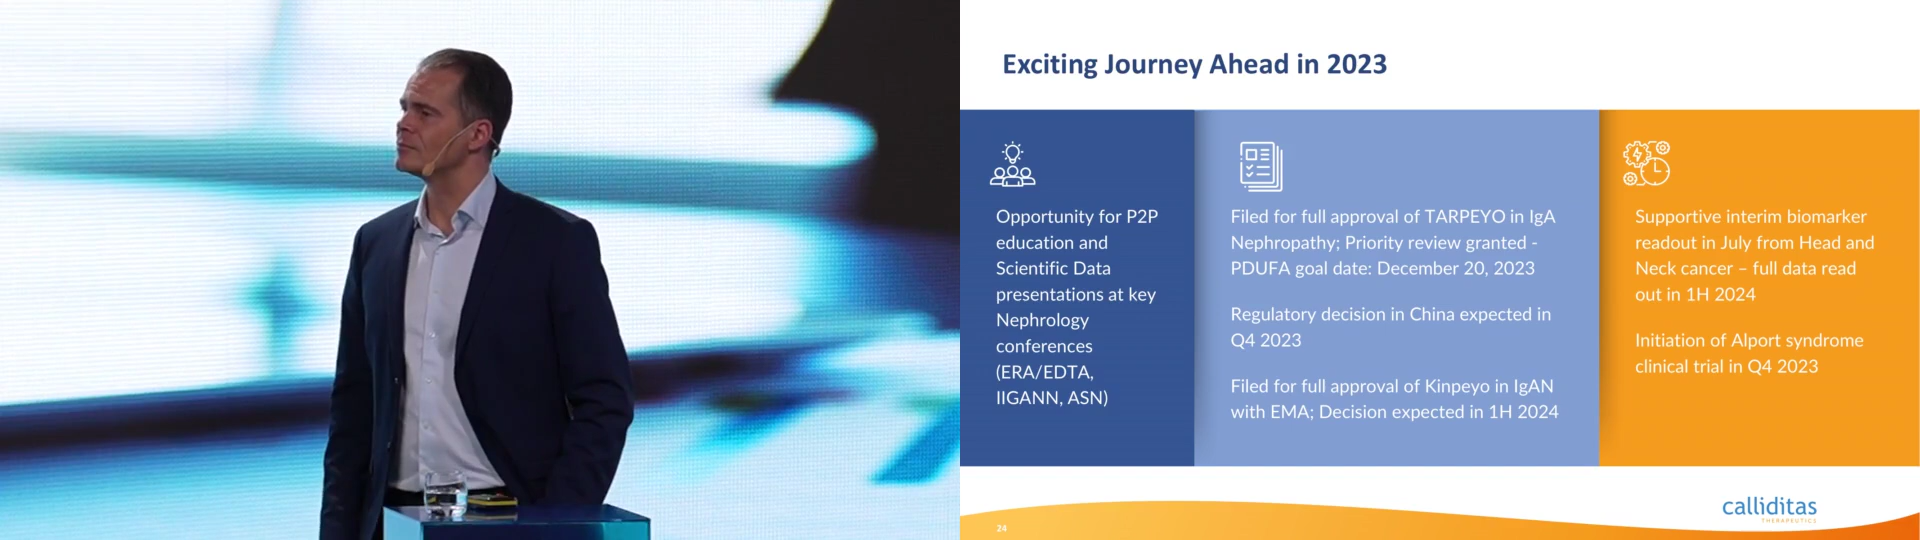 Exciting Journey Ahead in 2023
Opportunity for P2P
education and
Scientific Data
presentations at key
Nephrology
conferences
(ERA/EDTA,
IIGANN, ASN)
Filed for full approval of TARPEYO in IgA
Nephropathy; Priority review granted -
PDUFA goal date: December 20, 2023
Regulatory decision in China expected in
Q4 2023
Filed for full approval of Kinpeyo in IgAN
with EMA; Decision expected in 1H 2024
Supportive interim biomarker
readout in July from Head and
Neck cancer – full data read
out in 1H 2024
Initiation of Alport syndrome
clinical trial in Q4 2023
24
calliditas
THERAPEUTICS